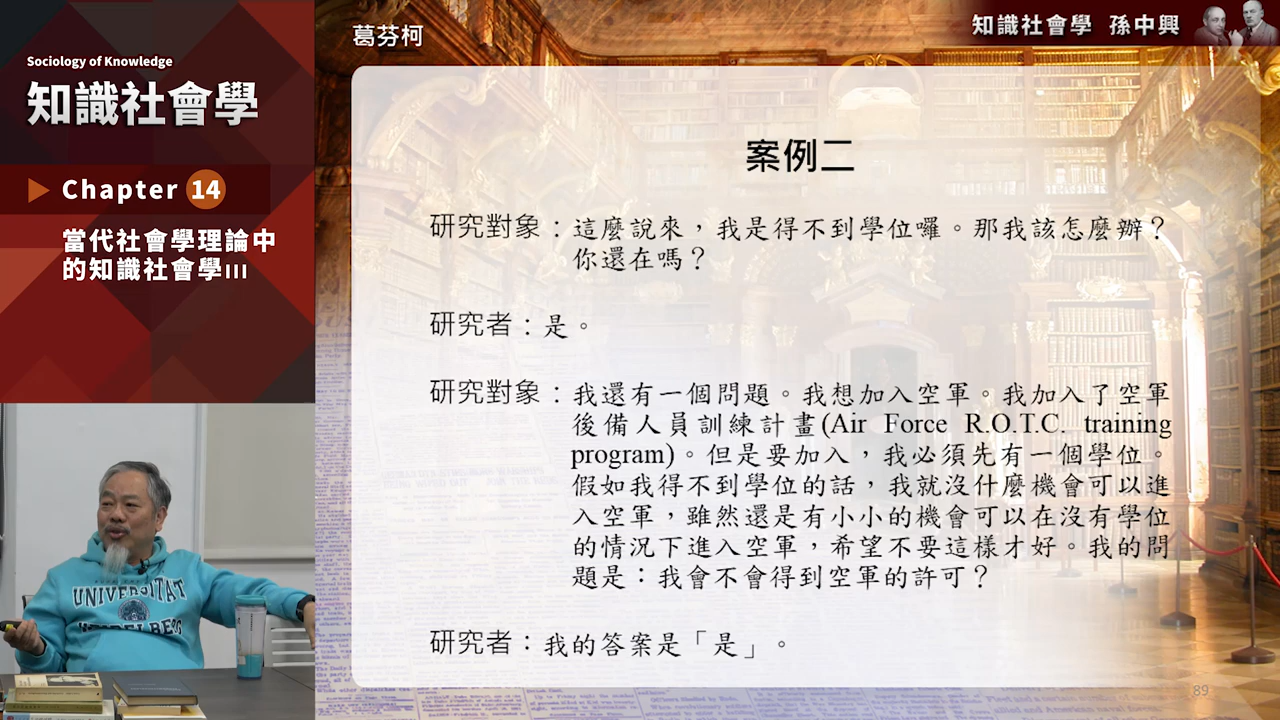 Sociology of Knowledge
知識社會學
Chapter 14
當代社會學理論中
的知識社會學III
葛芬柯
知識社會學 孫中興
案例二
研究對象：這麼說來，我是得不到學位囉。那我該怎麼辦？
你還在嗎？
研究者：是。
研究對象：我還有一個問題。我想加入空軍。我加入了空軍
後備人員訓練計畫(Air Force R.O.T.C. training
program)。但是要加入，我必須先有一個學位。
假如我得不到學位的話，我就沒什麼機會可以進
入空軍，雖然還是有小小的機會可以在沒有學位
的情況下進入空軍，希望不要這樣才好。我的問
題是：我會不會得到空軍的許可？
研究者：我的答案是「是」。
89
UNIVERSITAT
HEIDELBERG